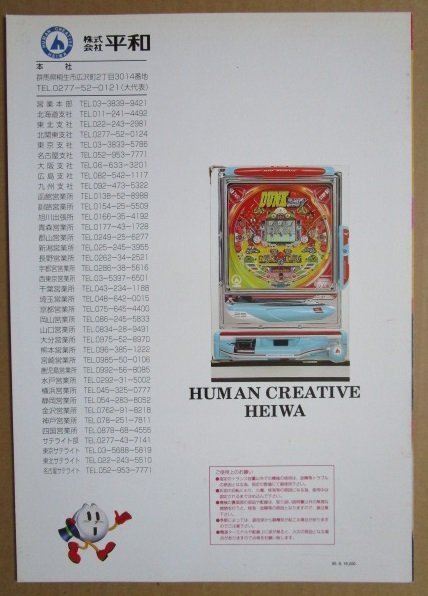 HUMAN CREATIVE
HEIWA
株式会社 平和
本社
群馬県桐生市広沢町2丁目3014番地
TEL.0277-52-0121(大代表)
営業本部 TEL.03-3839-9421
北海道支社 TEL.011-241-4492
東北支社 TEL.022-243-2981
北関東支社 TEL.0277-52-0124
東京支社 TEL.03-3833-5786
名古屋支社 TEL.052-953-7771
大阪支社 TEL.06-633-3201
広島支社 TEL.082-542-1117
九州支社 TEL.092-473-5322
函館営業所 TEL.0138-52-8988
釧路営業所 TEL.0154-25-5509
旭川出張所 TEL.0166-35-4192
青森営業所 TEL.0177-43-1728
郡山営業所 TEL.0249-25-6277
新潟営業所 TEL.025-245-3955
長野営業所 TEL.0262-34-2521
宇都宮営業所 TEL.0286-38-5616
西東京営業所 TEL.03-5397-6501
千葉営業所 TEL.043-234-1188
埼玉営業所 TEL.048-642-0015
京都営業所 TEL.075-645-4400
岡山営業所 TEL.086-245-5833
山口営業所 TEL.0834-28-9491
大分営業所 TEL.0975-52-8970
熊本営業所 TEL.096-385-1222
宮崎営業所 TEL.0985-50-0106
鹿児島営業所 TEL.0992-56-8085
水戸営業所 TEL.0292-31-5002
横浜営業所 TEL.045-325-0777
静岡営業所 TEL.054-283-8052
金沢営業所 TEL.0762-91-8218
神戸営業所 TEL.078-251-7811
四国営業所 TEL.0878-68-4555
サテライト部 TEL.0277-43-7141
東京サテライト TEL.03-5688-5619
東北サテライト TEL.022-243-5510
名古屋サテライト TEL.052-953-7771
HUMAN CREATIVE
HEIWA
ご使用上のお願い